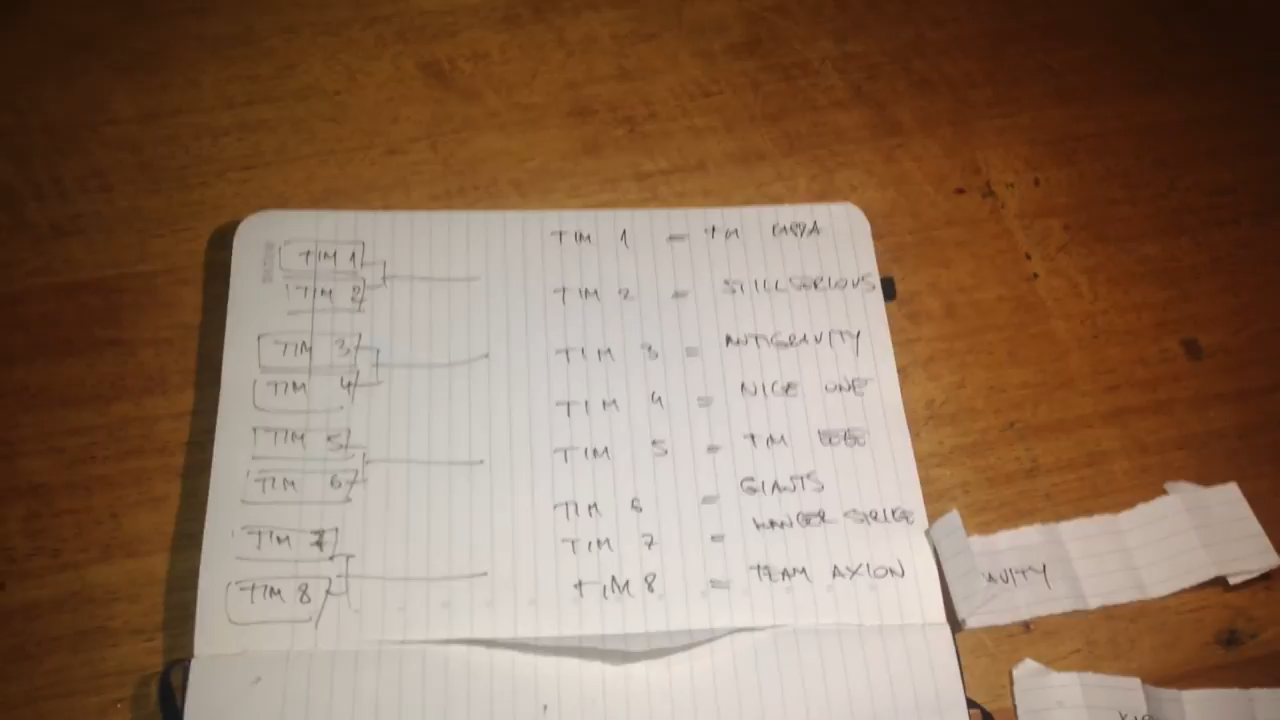 TIM 1
TIM 2
TIM 3
TIM 4
TIM 5
TIM 6
TIM 7
TIM 8
TIM 1 =
TIM 2 = STILLSERIOUS
TIM 3 = ANTIGRAVITY
TIM 4 = NICE ONE
TIM 5 = TIM
TIM 6 = GIANTS
TIM 7 =
TIM 8 = TEAM AXION
AVITY